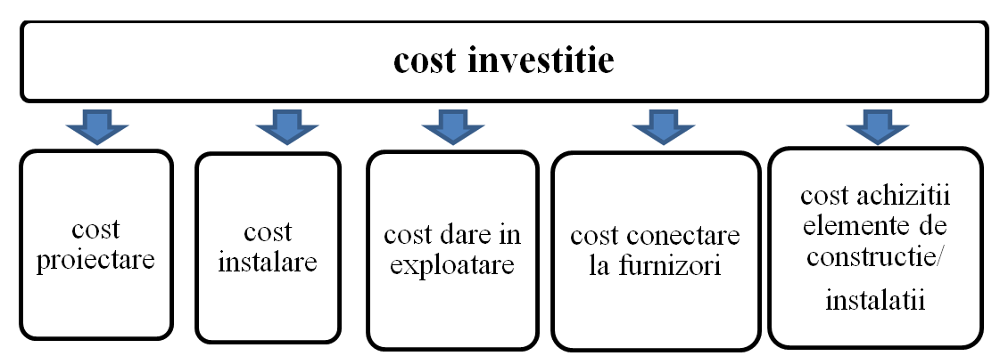 cost investitie
cost
proiectare
cost
instalare
cost dare in
exploatare
cost conectare
la furnizori
cost achizitii
elemente de
constructie/
instalatii